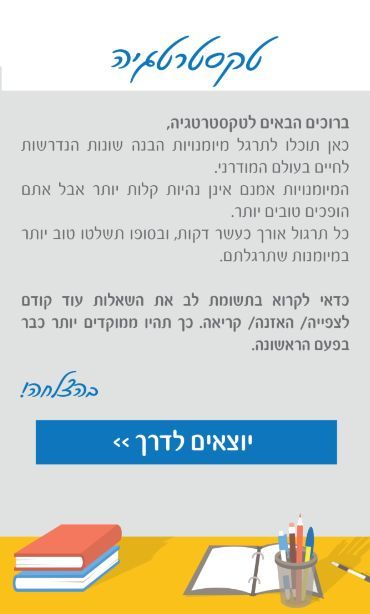 טקסטרטגיה
ברוכים הבאים לטקסטרטגיה,
כאן תוכלו לתרגל מיומנויות הבנה שונות הנדרשות
לחיים בעולם המודרני.
המיומנויות אמנם אינן נהיות קלות יותר אבל אתם
הופכים טובים יותר.
כל תרגול אורך כעשר דקות, ובסופו תשלטו טוב יותר
במיומנות שתרגלתם.
כדאי לקרוא בתשומת לב את השאלות עוד קודם
לצפייה/ האזנה/ קריאה. כך תהיו ממוקדים יותר כבר
בפעם הראשונה.
בהצלחה!
יוצאים לדרך >>